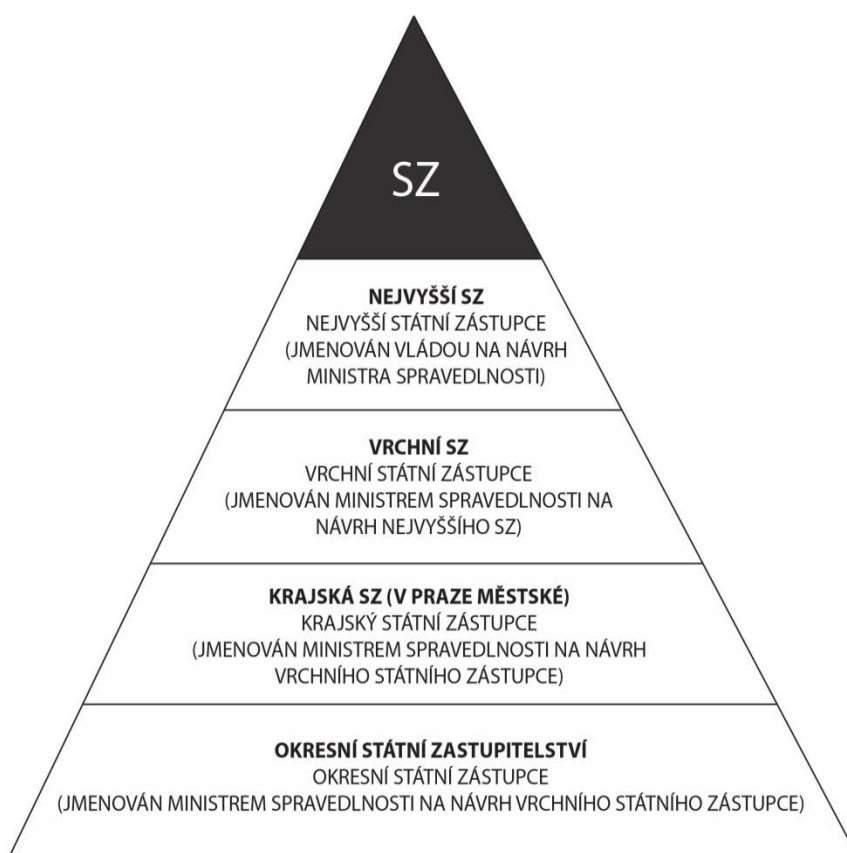 SZ
NEJVYŠŠÍ SZ
NEJVYŠŠÍ STÁTNÍ ZÁSTUPCE
(JMENOVÁN VLÁDOU NA NÁVRH
MINISTRA SPRAVEDLNOSTI)
VRCHNÍ SZ
VRCHNÍ STÁTNÍ ZÁSTUPCE
(JMENOVÁN MINISTREM SPRAVEDLNOSTI NA
NÁVRH NEJVYŠŠÍHO SZ)
KRAJSKÁ SZ (V PRAZE MĚSTSKÉ)
KRAJSKÝ STÁTNÍ ZÁSTUPCE
(JMENOVÁN MINISTREM SPRAVEDLNOSTI NA NÁVRH
VRCHNÍHO STÁTNÍHO ZÁSTUPCE)
OKRESNÍ STÁTNÍ ZASTUPITELSTVÍ
OKRESNÍ STÁTNÍ ZÁSTUPCE
(JMENOVÁN MINISTREM SPRAVEDLNOSTI NA NÁVRH VRCHNÍHO STÁTNÍHO ZÁSTUPCE)